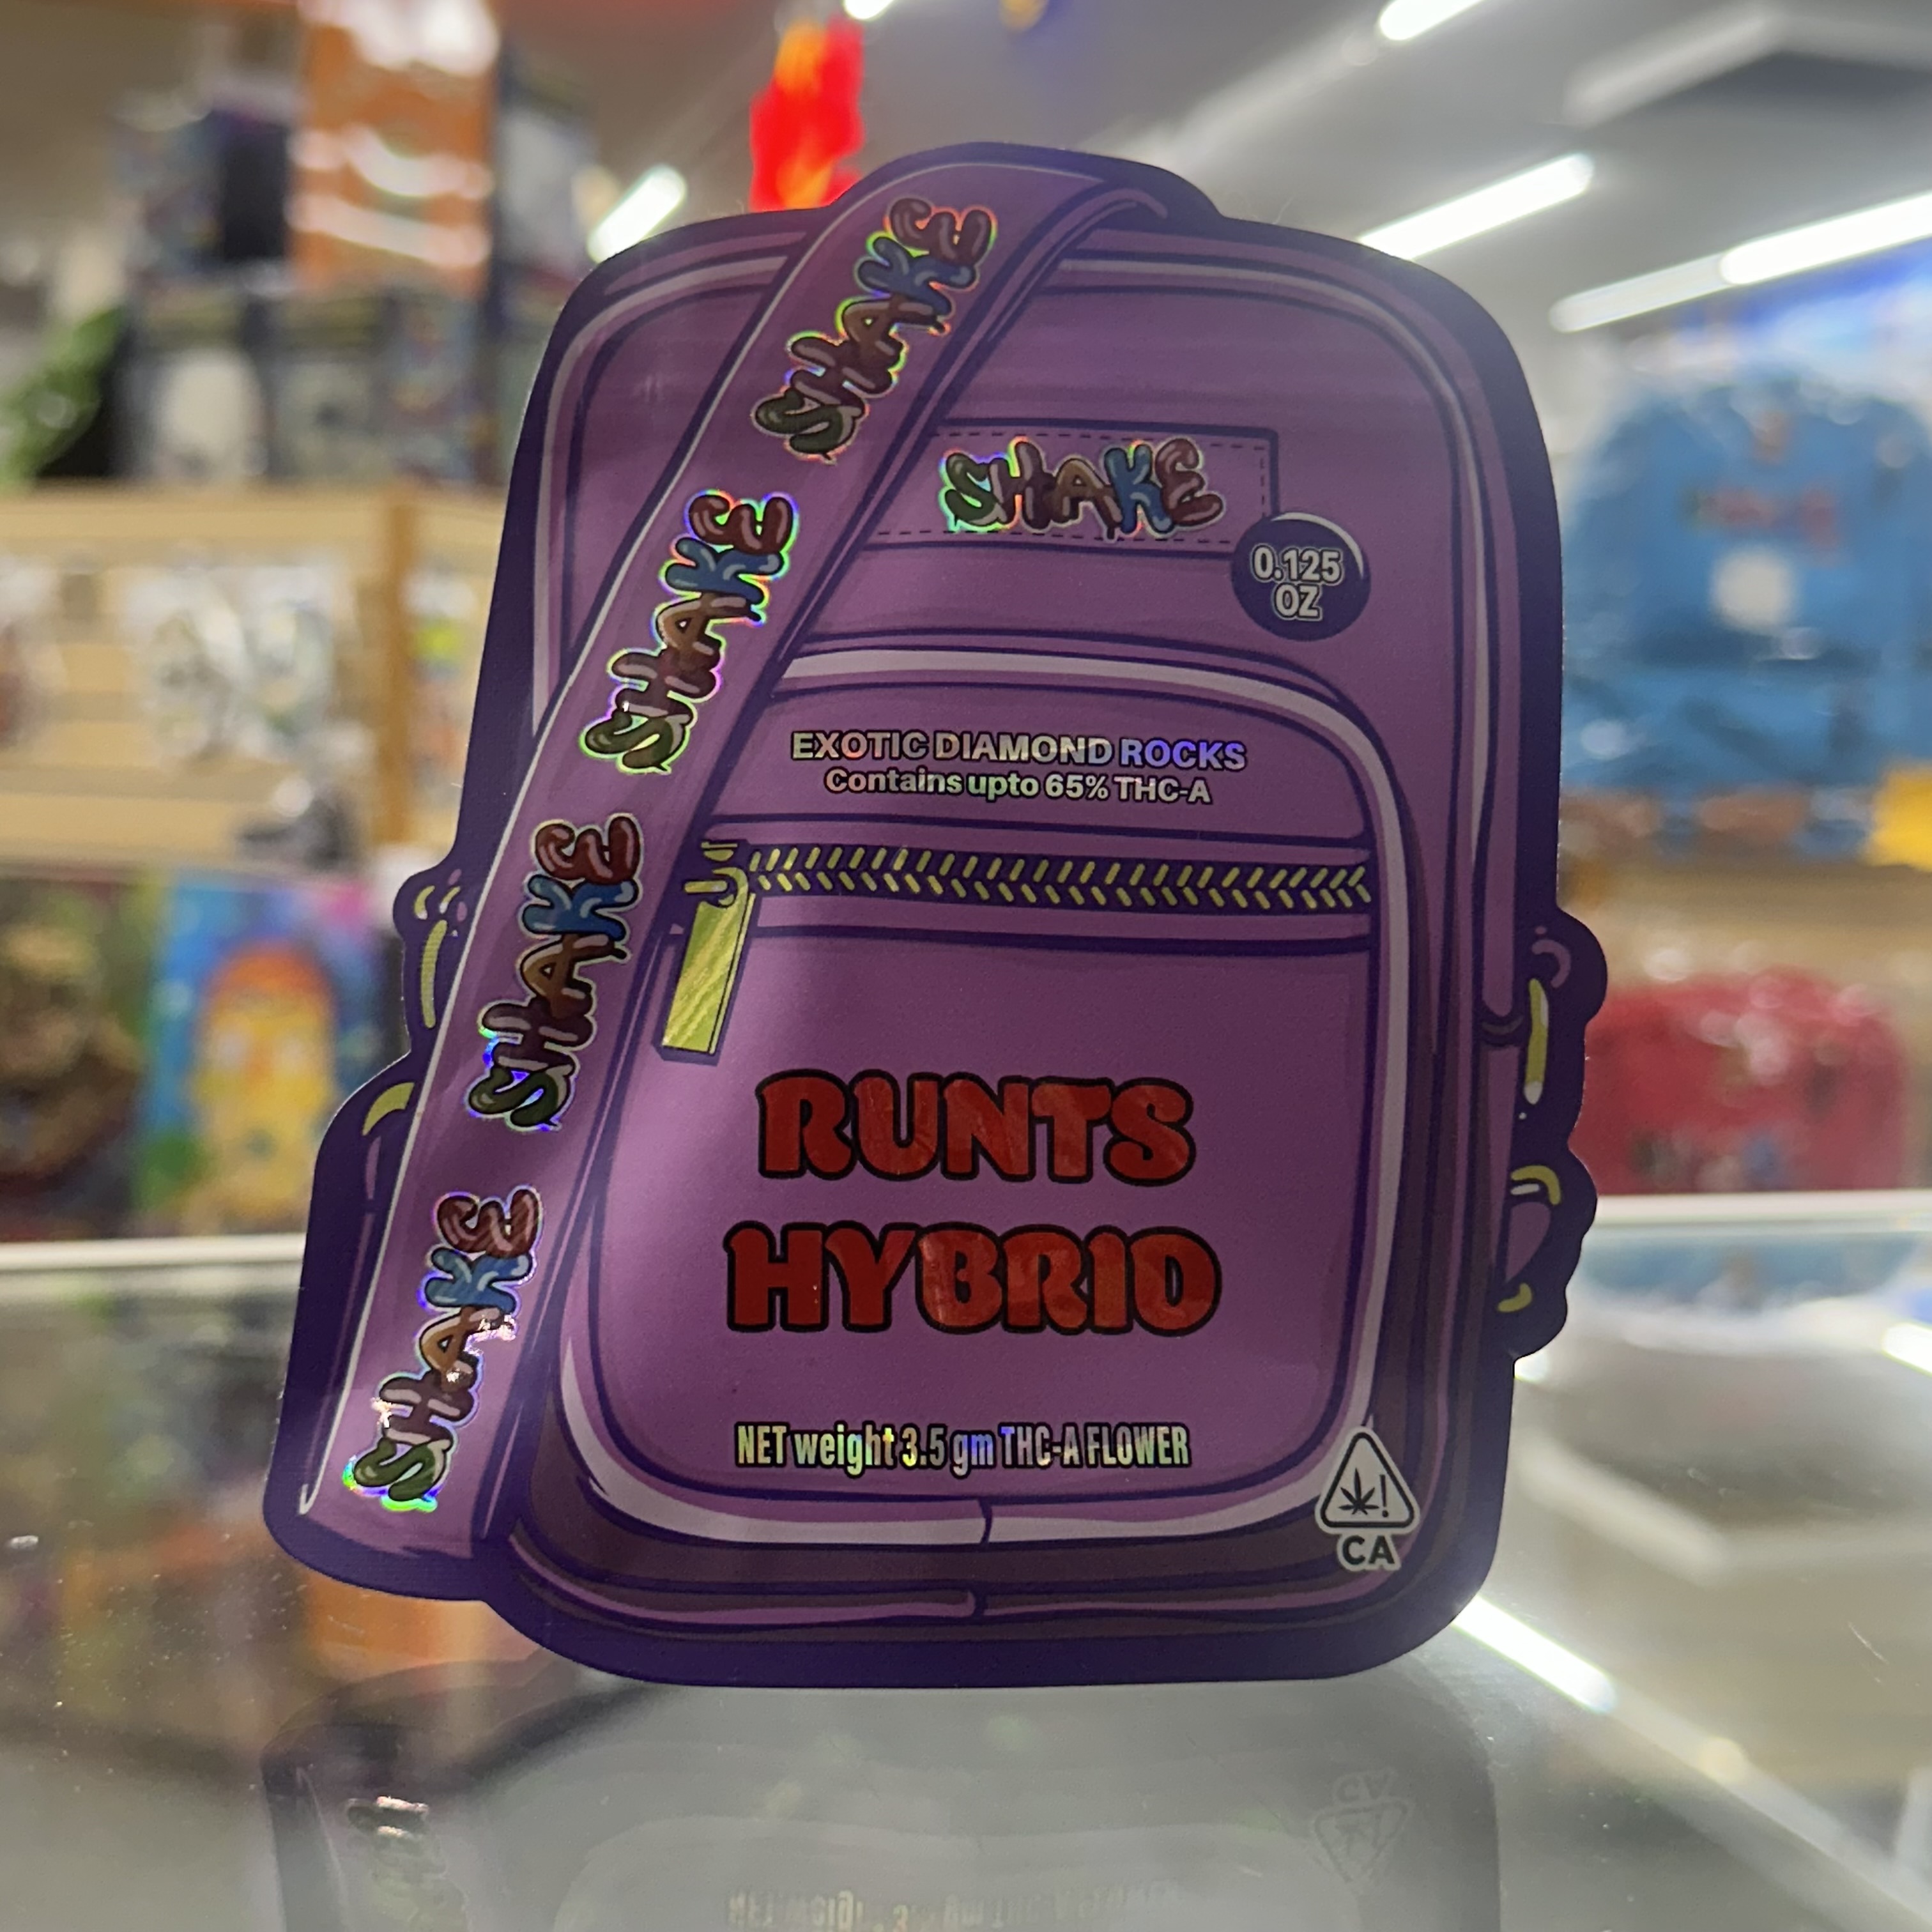 SHAKE
SHAKE
SHAKE
SHAKE
SHAKE
0.125
OZ
EXOTIC DIAMOND ROCKS
Contains upto 65% THC-A
RUNTS
HYBRID
NET weight 3.5 gm THC-A FLOWER
!
CA